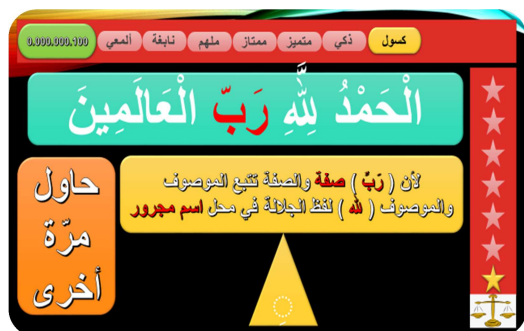 كسول ذكي متميز ممتاز ملهم نابغة ألمعي 0.000.000.100
الْحَمْدُ لِلَّهِ رَبِّ الْعَالَمِينَ
لأن ( رَبِّ ) صفة والصفة تتبع الموصوف
والموصوف ( لله ) لفظ الجلالة في محل اسم مجرور
حاول
مرّة
أخرى